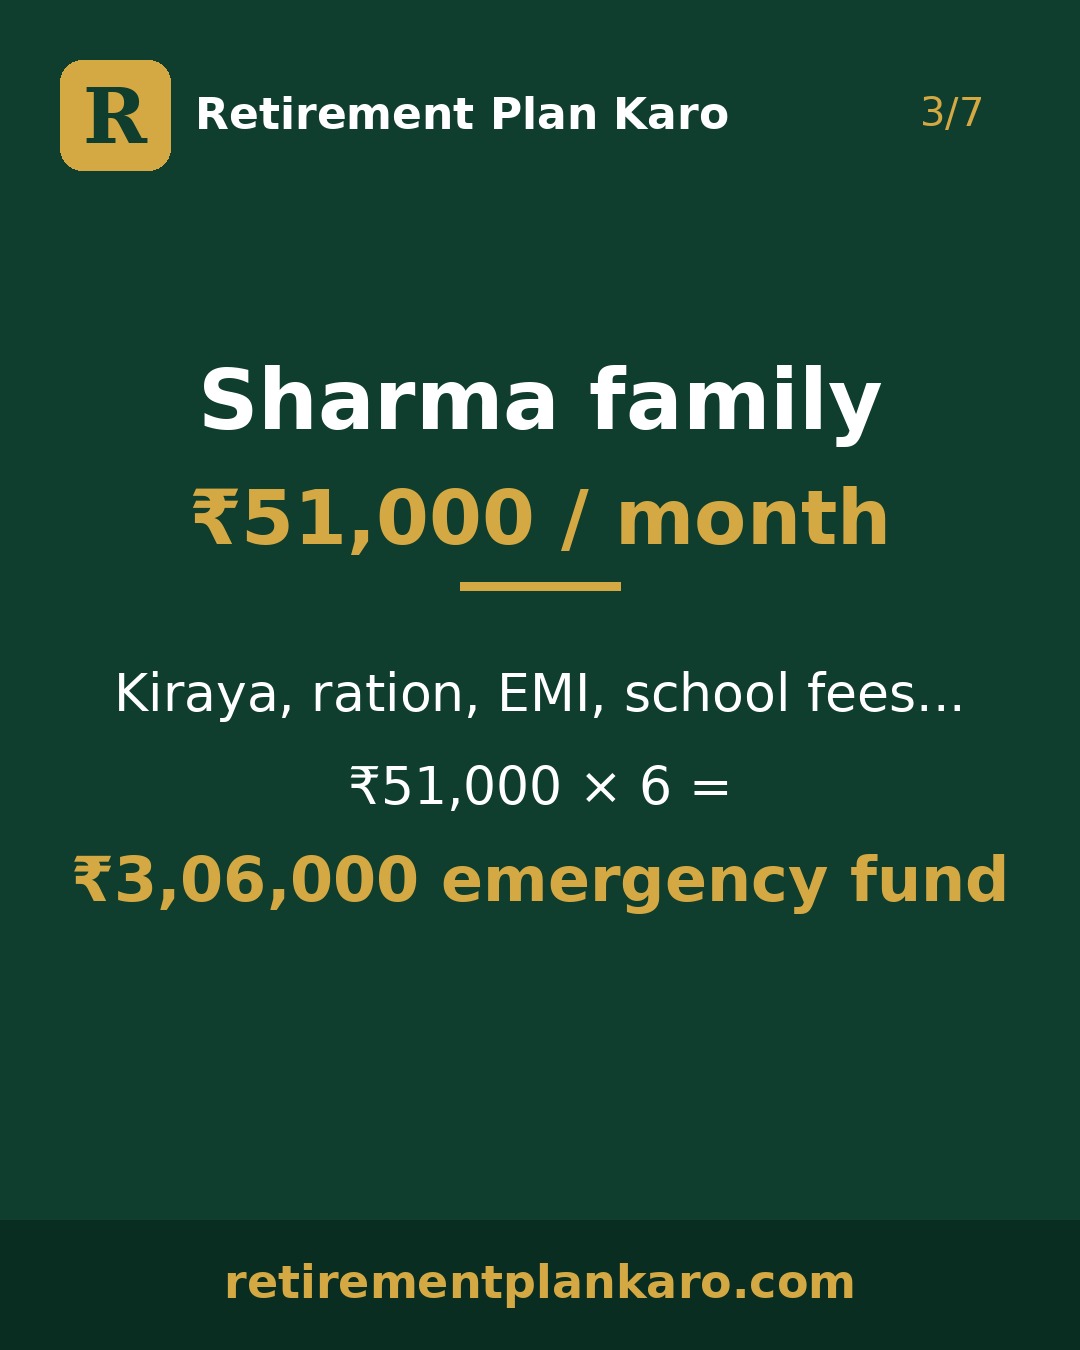 R
Retirement Plan Karo
3/7
Sharma family
₹51,000 / month
Kiraya, ration, EMI, school fees...
₹51,000 × 6 =
₹3,06,000 emergency fund
retirementplankaro.com